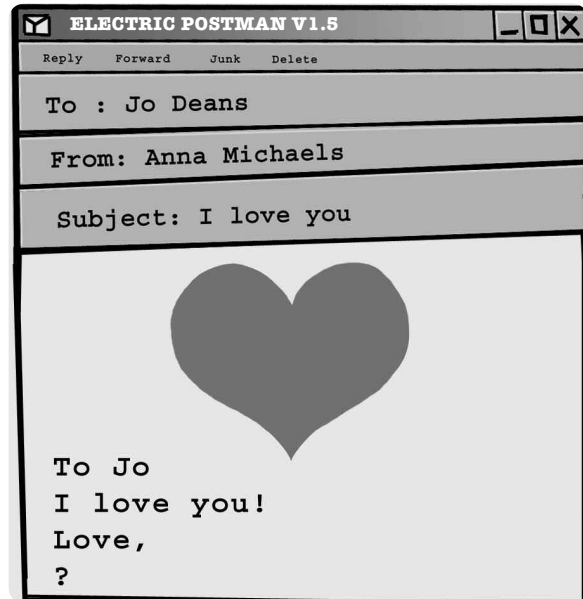 ELECTRIC POSTMAN V1.5
Reply Forward Junk Delete
To : Jo Deans
From: Anna Michaels
Subject: I love you
To Jo
I love you!
Love,
?